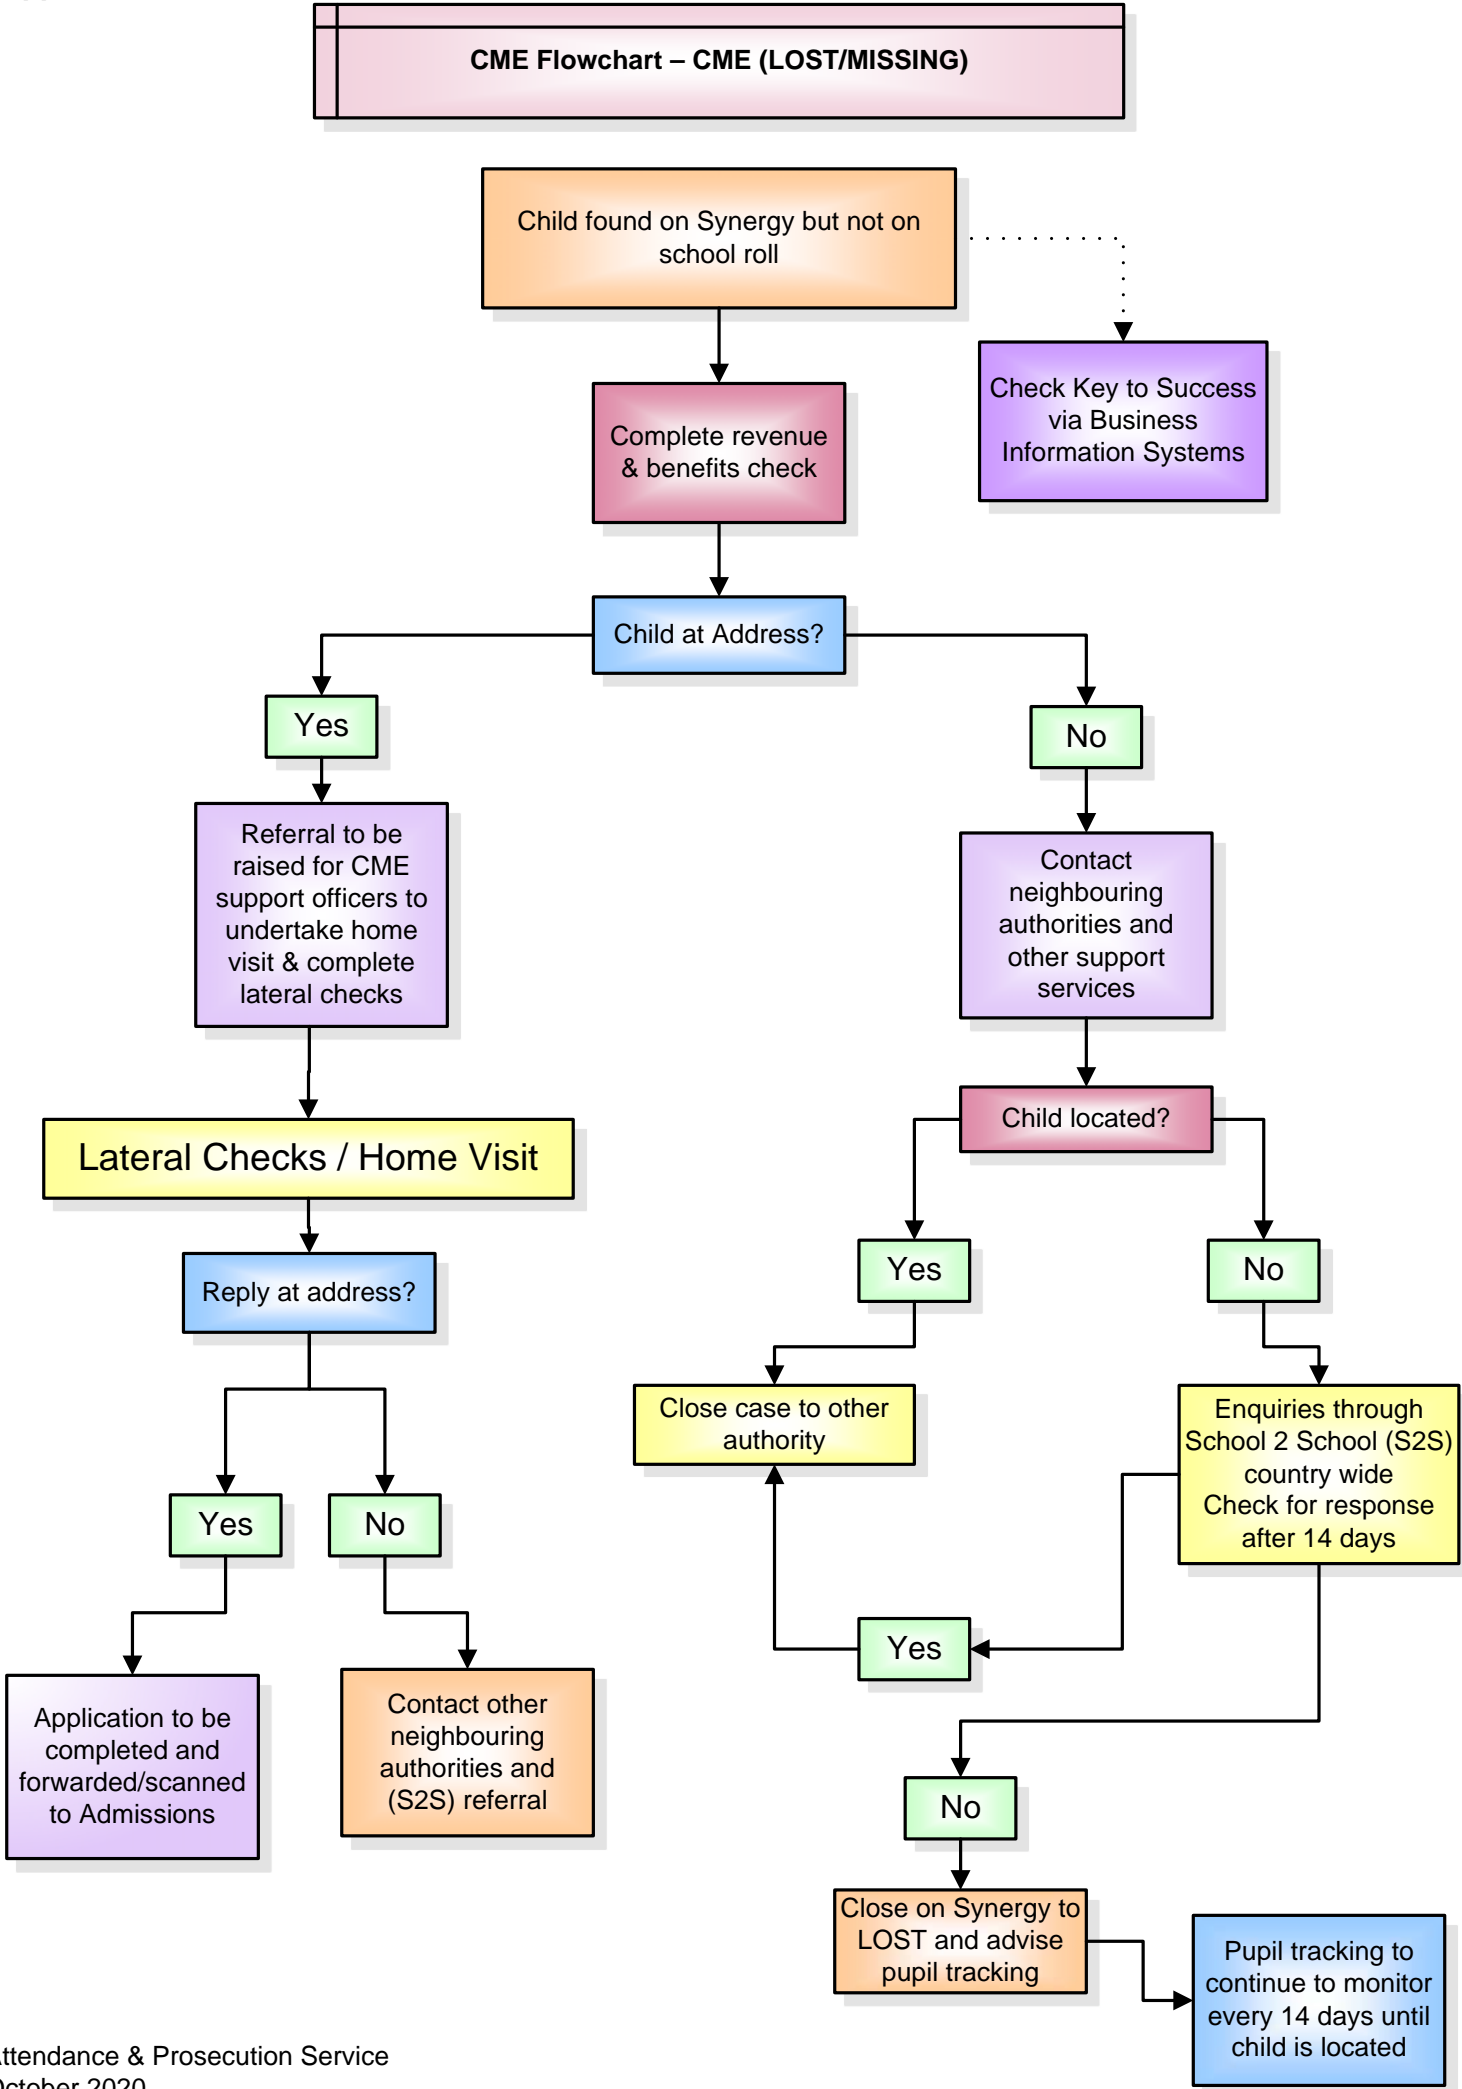 CME Flowchart – CME (LOST/MISSING)
Child found on Synergy but not on
school roll
Check Key to Success
via Business
Information Systems
Complete revenue
& benefits check
Child at Address?
Yes
No
Referral to be
raised for CME
support officers to
undertake home
visit & complete
lateral checks
Contact
neighbouring
authorities and
other support
services
Lateral Checks / Home Visit
Child located?
Reply at address?
Yes
No
Close case to other
authority
Enquiries through
School 2 School (S2S)
country wide
Check for response
after 14 days
Yes
No
Yes
Application to be
completed and
forwarded/scanned
to Admissions
Contact other
neighbouring
authorities and
(S2S) referral
No
Close on Synergy to
LOST and advise
pupil tracking
Pupil tracking to
continue to monitor
every 14 days until
child is located
ttendance & Prosecution Service
ctober 2020